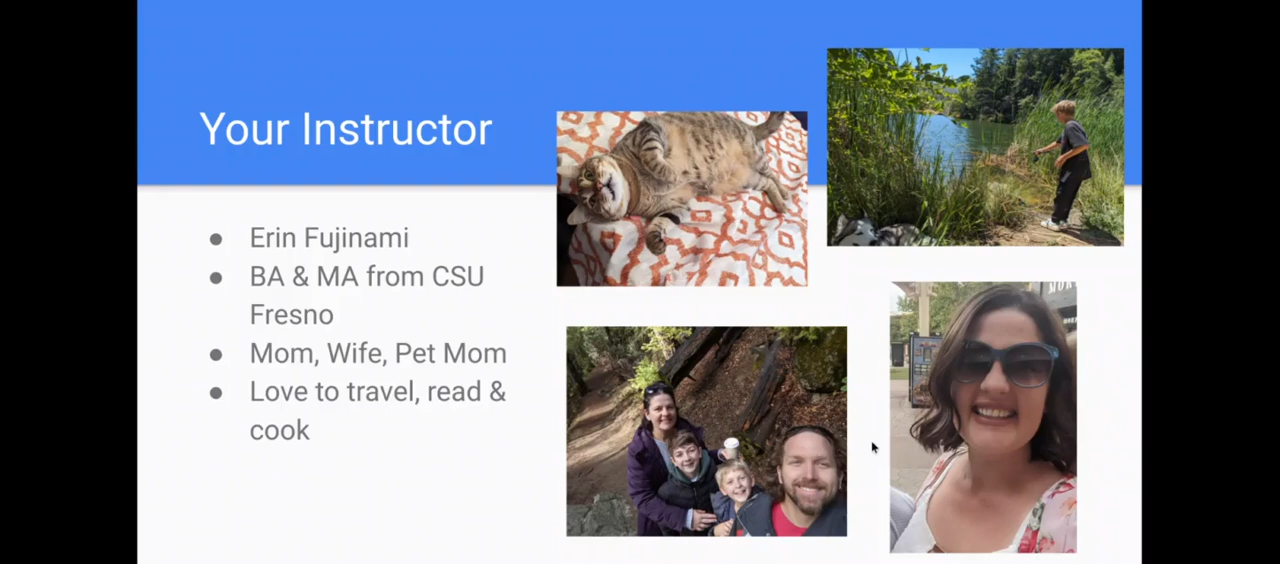 Your Instructor
● Erin Fujinami
● BA & MA from CSU
Fresno
● Mom, Wife, Pet Mom
● Love to travel, read &
cook